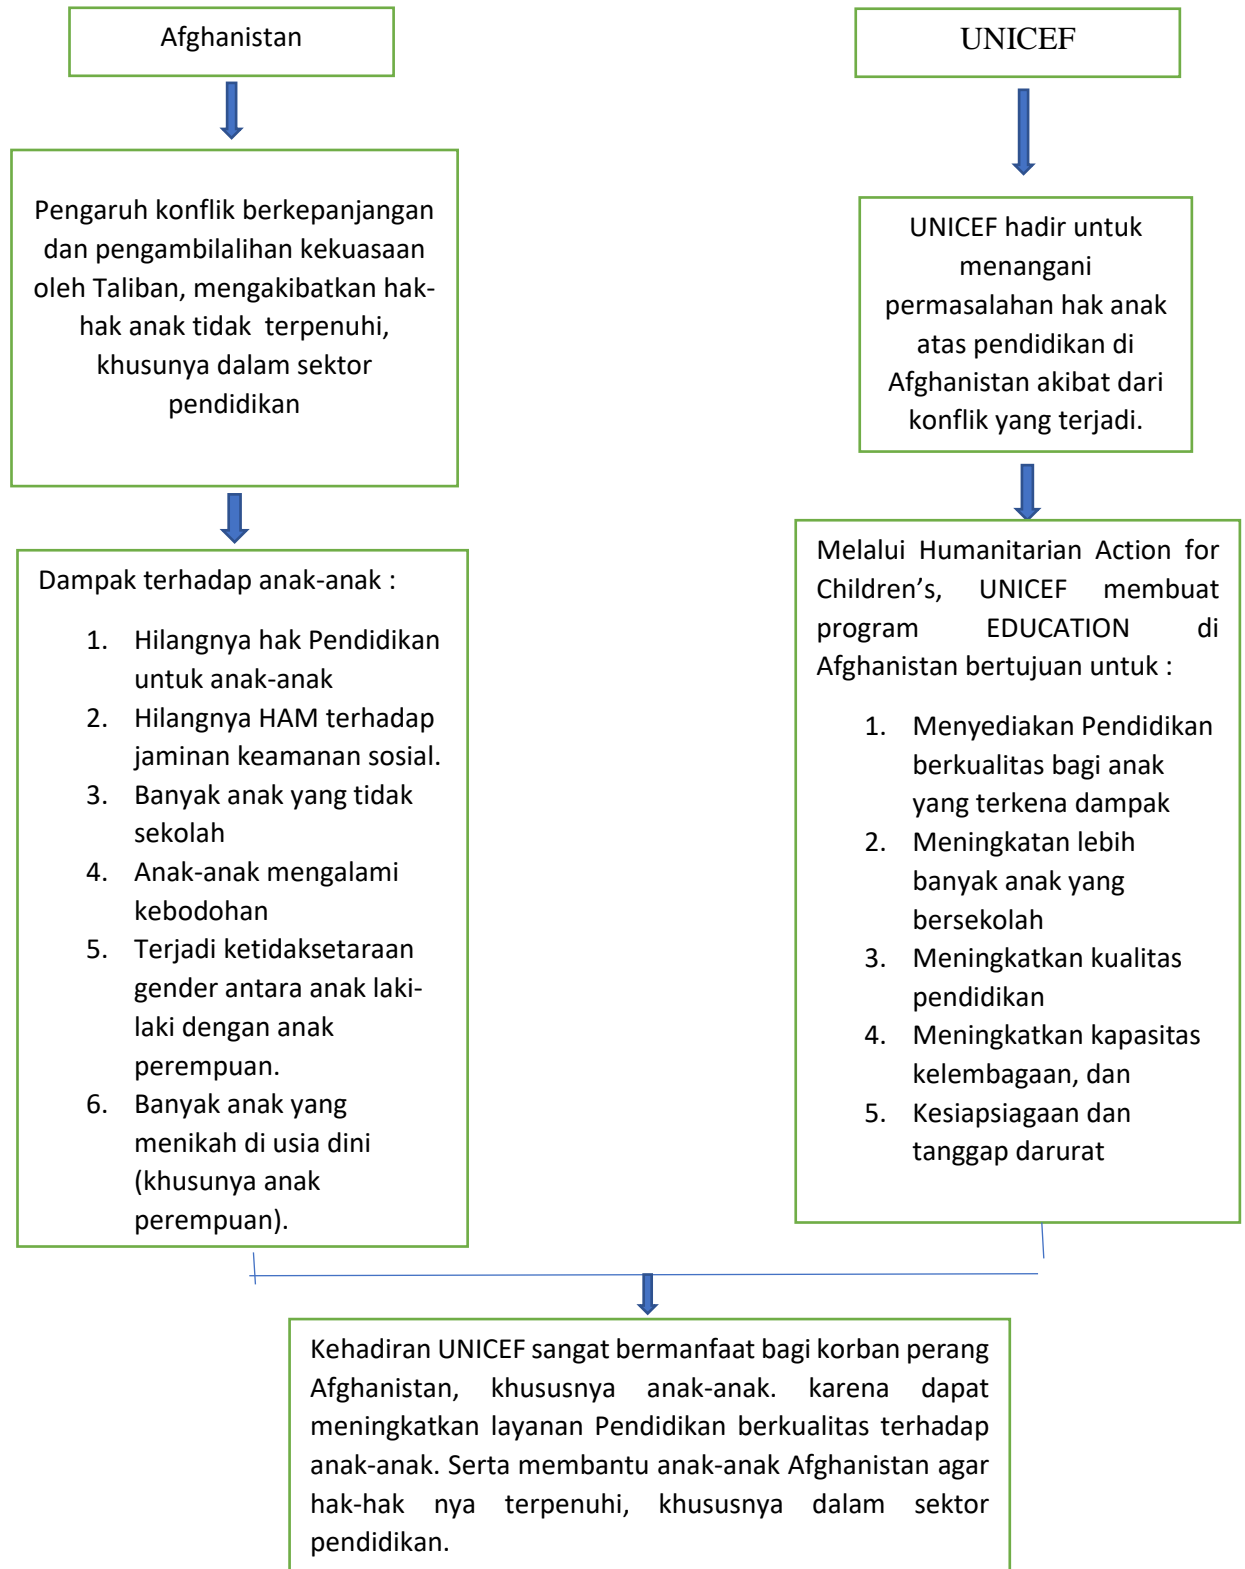 Afghanistan
Pengaruh konflik berkepanjangan
dan pengambilalihan kekuasaan
oleh Taliban, mengakibatkan hak-
hak anak tidak terpenuhi,
khusunya dalam sektor
pendidikan
Dampak terhadap anak-anak :
1. Hilangnya hak Pendidikan
untuk anak-anak
2. Hilangnya HAM terhadap
jaminan keamanan sosial.
3. Banyak anak yang tidak
sekolah
4. Anak-anak mengalami
kebodohan
5. Terjadi ketidaksetaraan
gender antara anak laki-
laki dengan anak
perempuan.
6. Banyak anak yang
menikah di usia dini
(khusunya anak
perempuan).
UNICEF
UNICEF hadir untuk
menangani
permasalahan hak anak
atas pendidikan di
Afghanistan akibat dari
konflik yang terjadi.
Melalui Humanitarian Action for
Children’s, UNICEF membuat
program EDUCATION di
Afghanistan bertujuan untuk :
1. Menyediakan Pendidikan
berkualitas bagi anak
yang terkena dampak
2. Meningkatan lebih
banyak anak yang
bersekolah
3. Meningkatkan kualitas
pendidikan
4. Meningkatkan kapasitas
kelembagaan, dan
5. Kesiapsiagaan dan
tanggap darurat
Kehadiran UNICEF sangat bermanfaat bagi korban perang
Afghanistan, khususnya anak-anak. karena dapat
meningkatkan layanan Pendidikan berkualitas terhadap
anak-anak. Serta membantu anak-anak Afghanistan agar
hak-hak nya terpenuhi, khususnya dalam sektor
pendidikan.